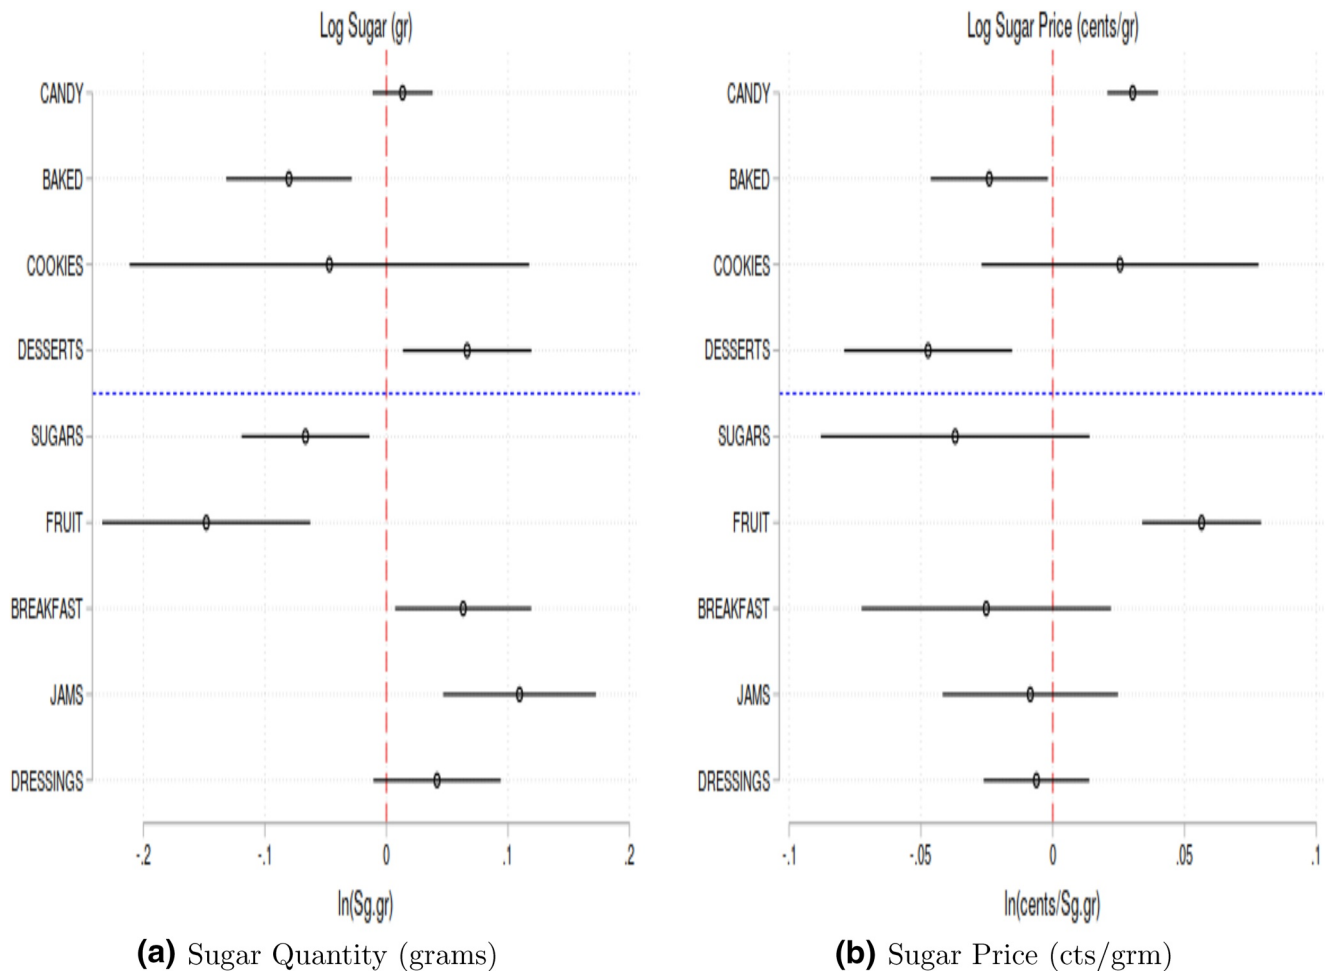 Log Sugar (gr)
CANDY
BAKED
COOKIES
DESSERTS
SUGARS
FRUIT
BREAKFAST
JAMS
DRESSINGS
-.2 -.1 0 .1 .2
ln(Sg.gr)
(a) Sugar Quantity (grams)
Log Sugar Price (cents/gr)
CANDY
BAKED
COOKIES
DESSERTS
SUGARS
FRUIT
BREAKFAST
JAMS
DRESSINGS
-.1 -.05 0 .05 .1
ln(cents/Sg.gr)
(b) Sugar Price (cts/grm)